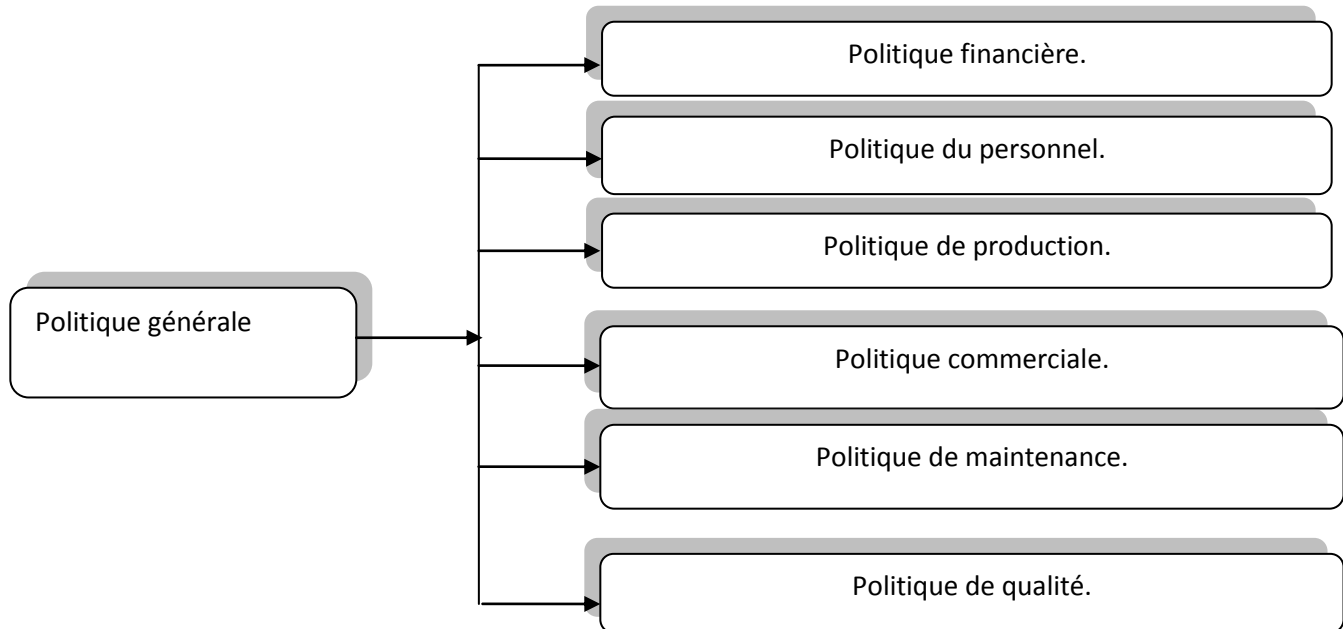 Politique financière.
Politique du personnel.
Politique de production.
Politique générale
Politique commerciale.
Politique de maintenance.
Politique de qualité.